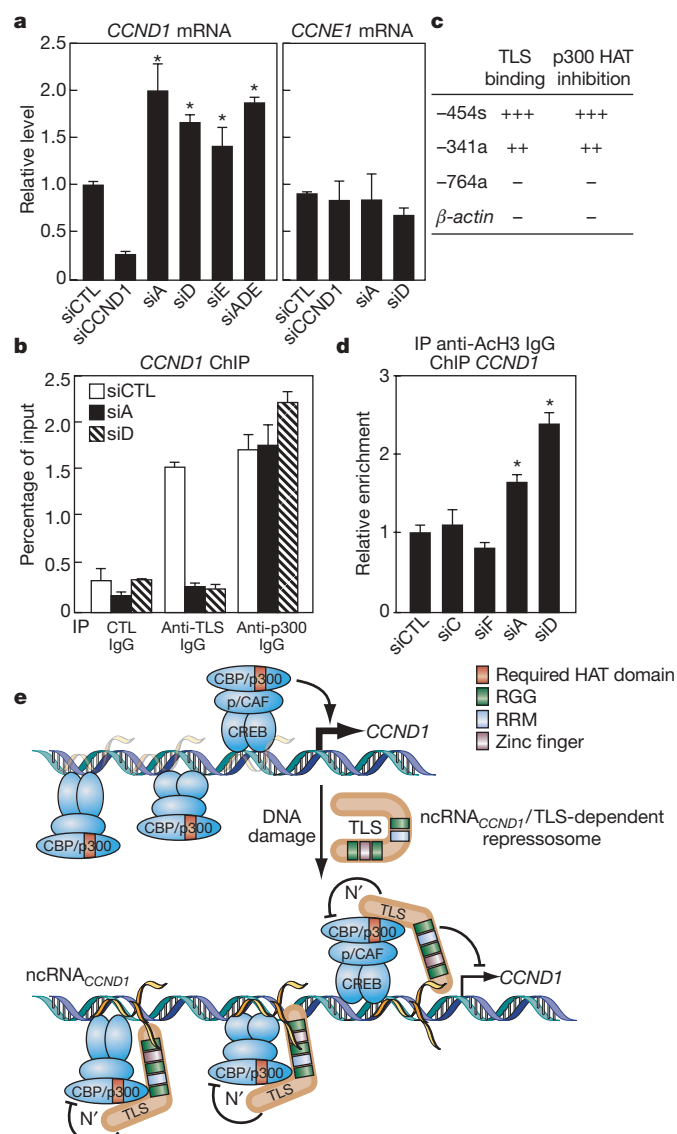 a
CCND1 mRNA
CCNE1 mRNA
Relative level
2.5
2.0
1.5
1.0
0.5
0
* * * *
siCTL
siCCND1
siA
siD
siE
siADE
siCTL
siCCND1
siA
siD
c
TLS binding
p300 HAT inhibition
–454s +++ +++
–341a ++ ++
–764a – –
β-actin – –
b
CCND1 ChIP
Percentage of input
2.5
2.0
1.5
1.0
0.5
0
siCTL
siA
siD
IP
CTL IgG
Anti-TLS IgG
Anti-p300 IgG
d
IP anti-AcH3 IgG
ChIP CCND1
Relative enrichment
3
2
1
0
* *
siCTL
siC
siF
siA
siD
e
Required HAT domain
RGG
RRM
Zinc finger
CBP/p300
p/CAF
CREB
CCND1
CBP/p300
CBP/p300
DNA damage
TLS
ncRNACCND1/TLS-dependent
repressosome
N′
TLS
CBP/p300
p/CAF
CREB
CCND1
ncRNACCND1
CBP/p300
N′
TLS
CBP/p300
N′
TLS